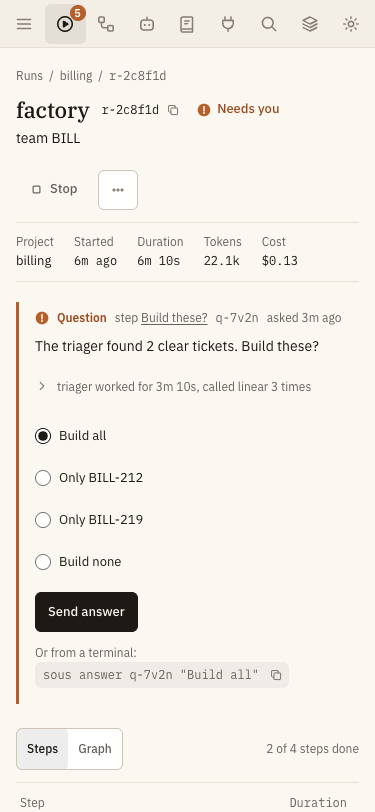 5
Runs / billing / r-2c8f1d
factory r-2c8f1d Needs you
team BILL
Stop
Project Started Duration Tokens Cost
billing 6m ago 6m 10s 22.1k $0.13
Question step Build these? q-7v2n asked 3m ago
The triager found 2 clear tickets. Build these?
triager worked for 3m 10s, called linear 3 times
Build all
Only BILL-212
Only BILL-219
Build none
Send answer
Or from a terminal:
sous answer q-7v2n "Build all"
Steps Graph 2 of 4 steps done
Step Duration